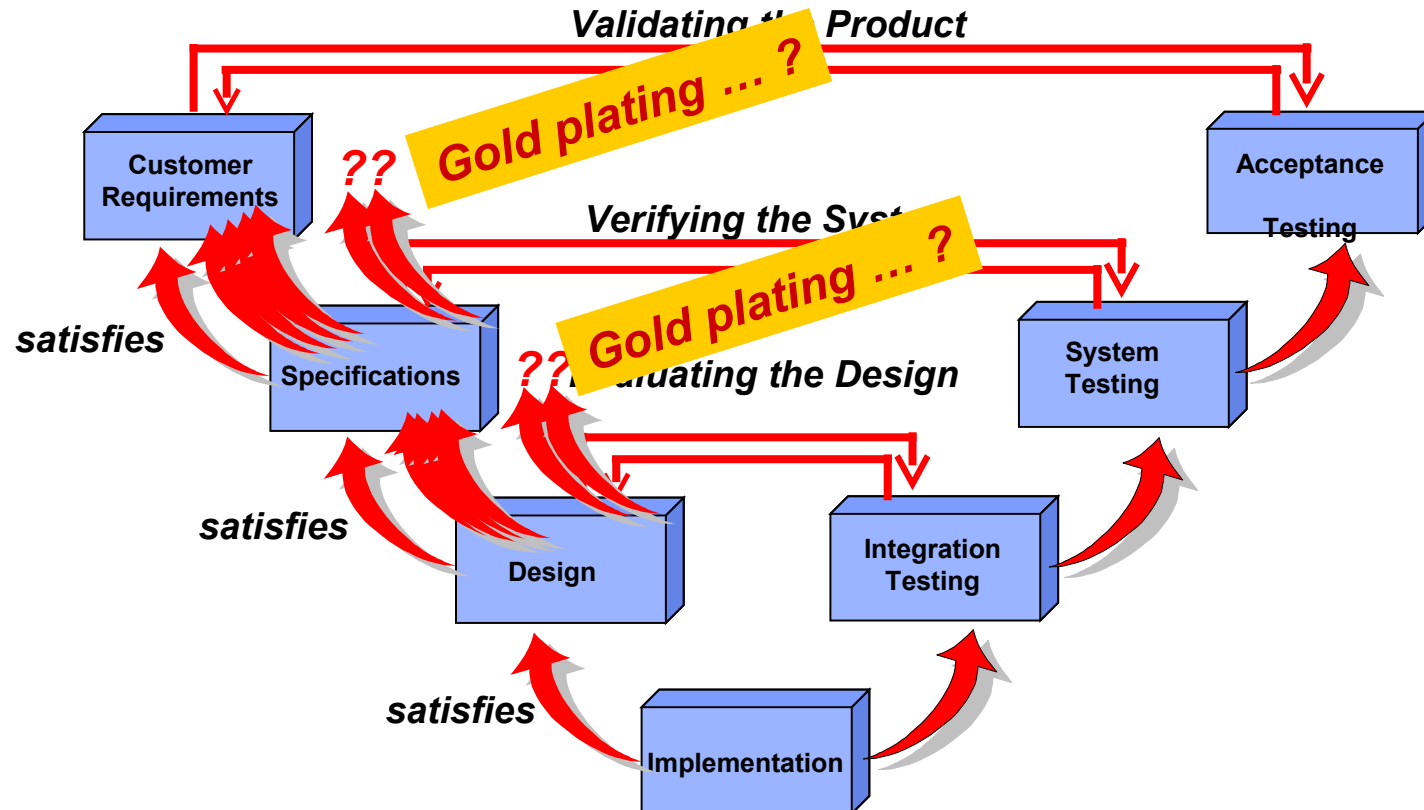 Validating the Product
Gold plating ... ?
??
Customer
Requirements
Acceptance
Testing
Verifying the Syst
Gold plating ... ?
satisfies
Specifications
System
Testing
??
the Design
satisfies
Design
Integration
Testing
satisfies
Implementation